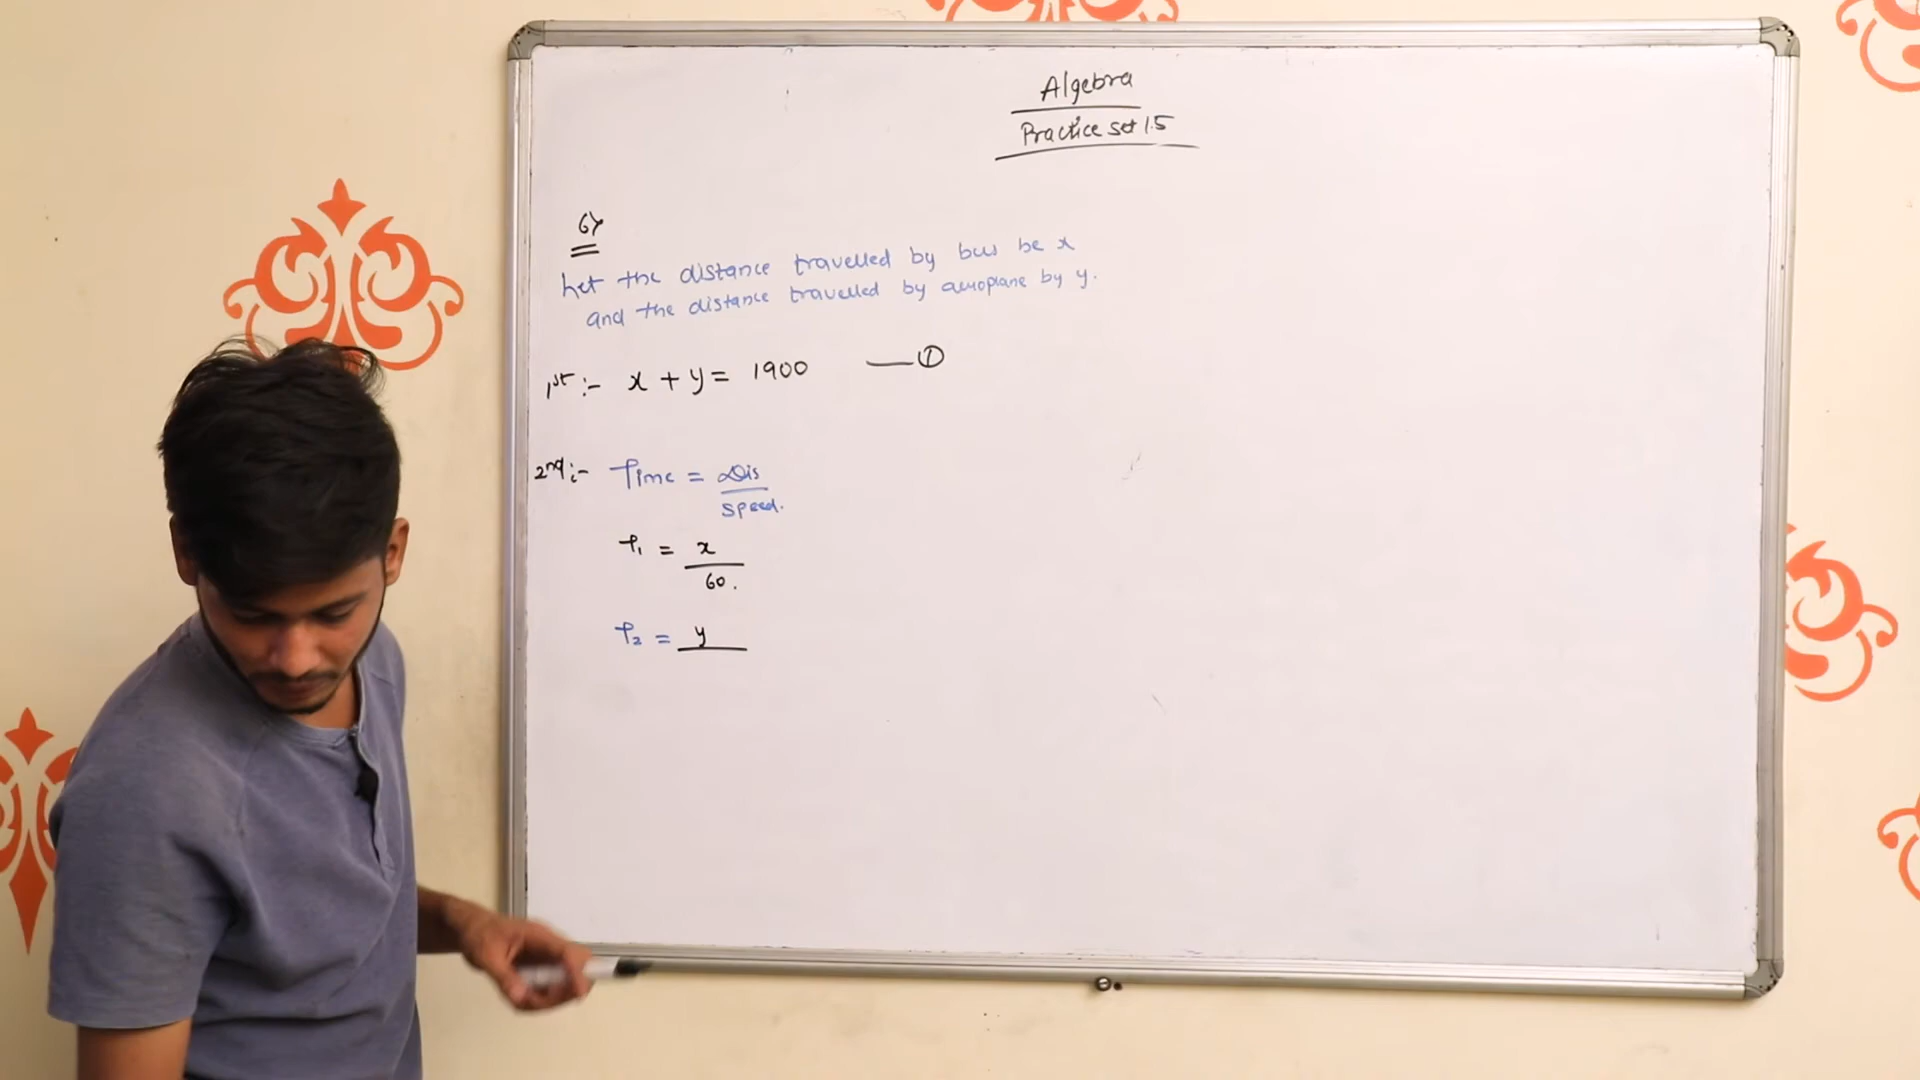 Algebra
Practice set 1.5
6>
Let the distance travelled by bus be x
and the distance travelled by aeroplane by y.
1st :- x + y = 1900 —— ①
2nd :- Time = Dis
speed.
T₁ = x
60.
T₂ = y